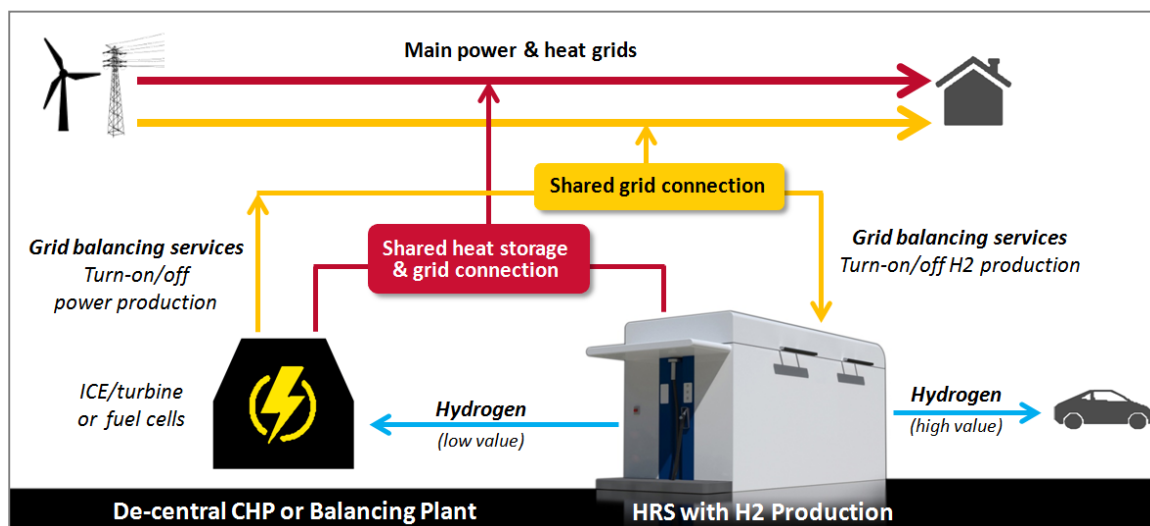 Main power & heat grids
Shared grid connection
Shared heat storage
& grid connection
Grid balancing services
Turn-on/off
power production
Grid balancing services
Turn-on/off H2 production
ICE/turbine
or fuel cells
Hydrogen
(low value)
Hydrogen
(high value)
De-central CHP or Balancing Plant
HRS with H2 Production